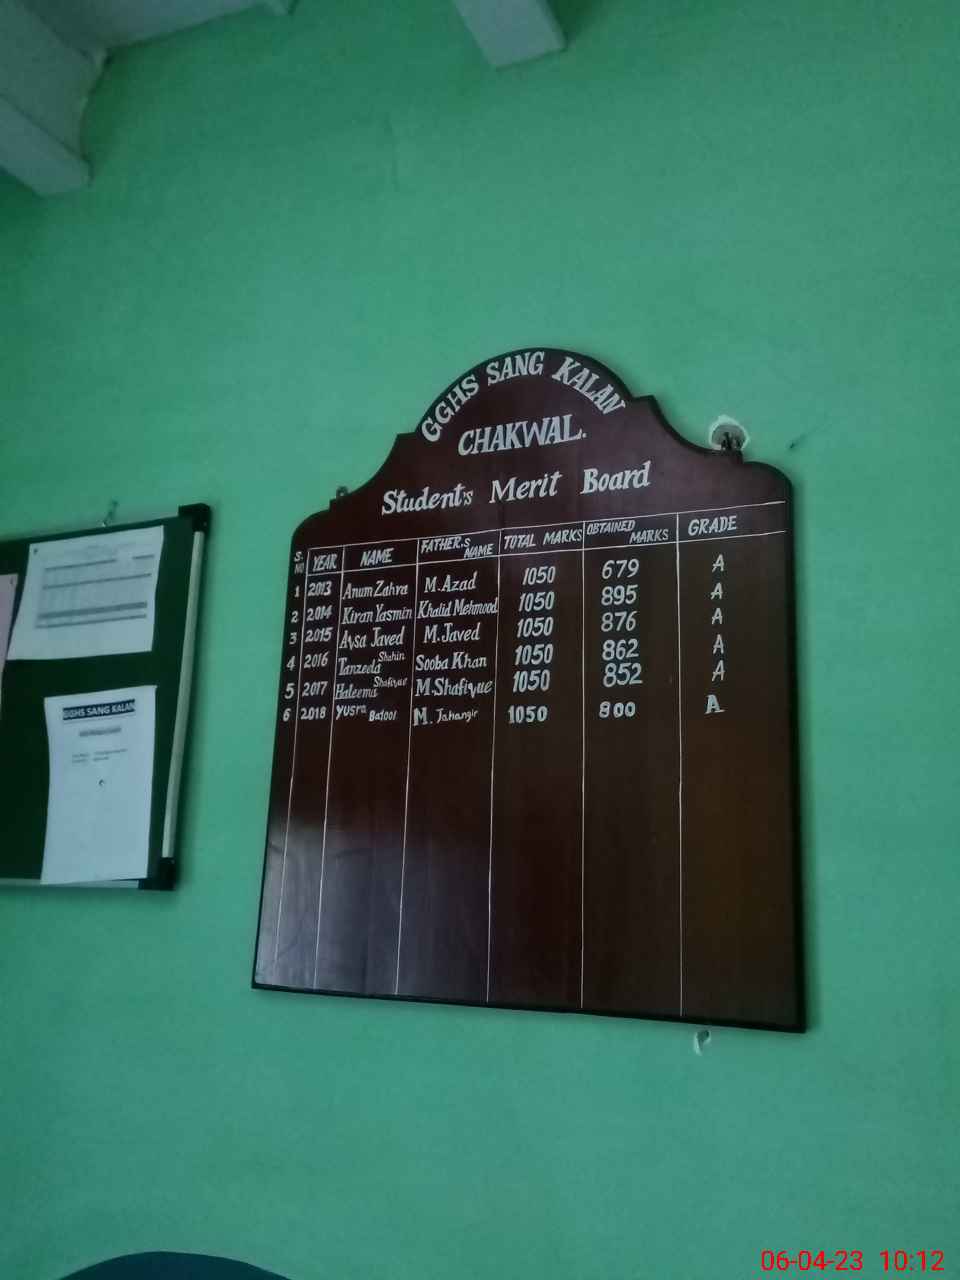 GGHS SANG KALAN
CHAKWAL.
Student's Merit Board
S. NO YEAR NAME FATHER,S NAME TOTAL MARKS OBTAINED MARKS GRADE
1 2013 Anum Zahra M. Azad 1050 679 A
2 2014 Kiran Yasmin Khalid Mehmood 1050 895 A
3 2015 Aysa Javed M. Javed 1050 876 A
4 2016 Tanzeela Shahin Sooba Khan 1050 862 A
5 2017 Haleema Shafique M. Shafique 1050 852 A
6 2018 Yusra Batool M. Jahangir 1050 800 A
GGHS SANG KALAN
06-04-23 10:12